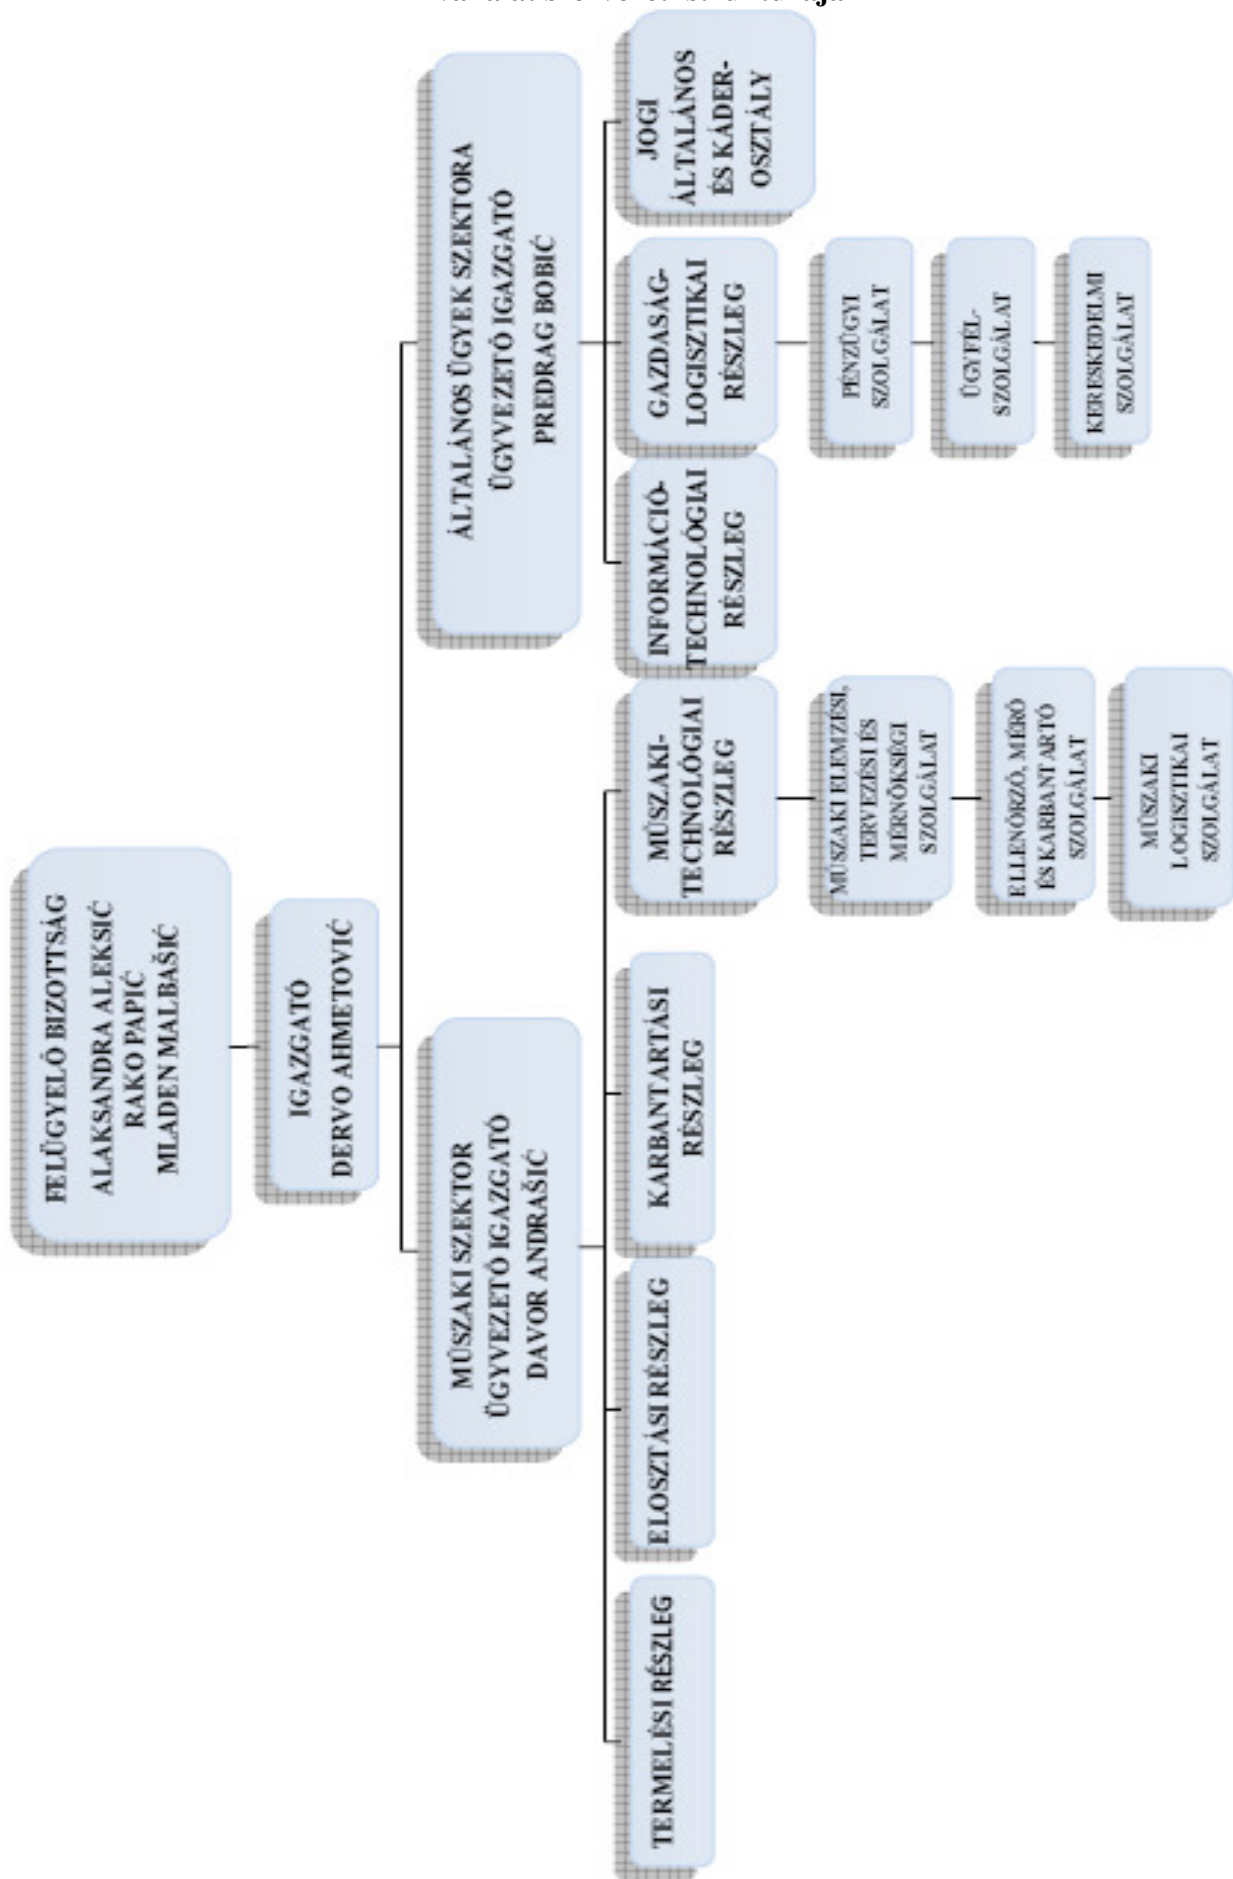 FELÜGYELŐ BIZOTTSÁG
ALAKSANDRA ALEKSIĆ
RAKO PAPIĆ
MLADEN MALBAŠIĆ
IGAZGATÓ
DERVO AHMETOVIĆ
MŰSZAKI SZEKTOR
ÜGYVEZETŐ IGAZGATÓ
DAVOR ANDRAŠIĆ
ÁLTALÁNOS ÜGYEK SZEKTORA
ÜGYVEZETŐ IGAZGATÓ
PREDRAG BOBIĆ
TERMELÉSI RÉSZLEG
ELOSZTÁSI RÉSZLEG
KARBANTARTÁSI
RÉSZLEG
MŰSZAKI-
TECHNOLÓGIAI
RÉSZLEG
INFORMÁCIÓ-
TECHNOLÓGIAI
RÉSZLEG
GAZDASÁG-
LOGISZTIKAI
RÉSZLEG
JOGI
ÁLTALÁNOS
ÉS KÁDER-
OSZTÁLY
MŰSZAKI ELEMZÉSI,
TERVEZÉSI ÉS
MÉRNÖKSÉGI
SZOLGÁLAT
ELLENŐRZŐ, MÉRŐ
ÉS KARBANTARTÓ
SZOLGÁLAT
MŰSZAKI
LOGISZTIKAI
SZOLGÁLAT
PÉNZÜGYI
SZOLGÁLAT
ÜGYFÉL-
SZOLGÁLAT
KERESKEDELMI
SZOLGÁLAT